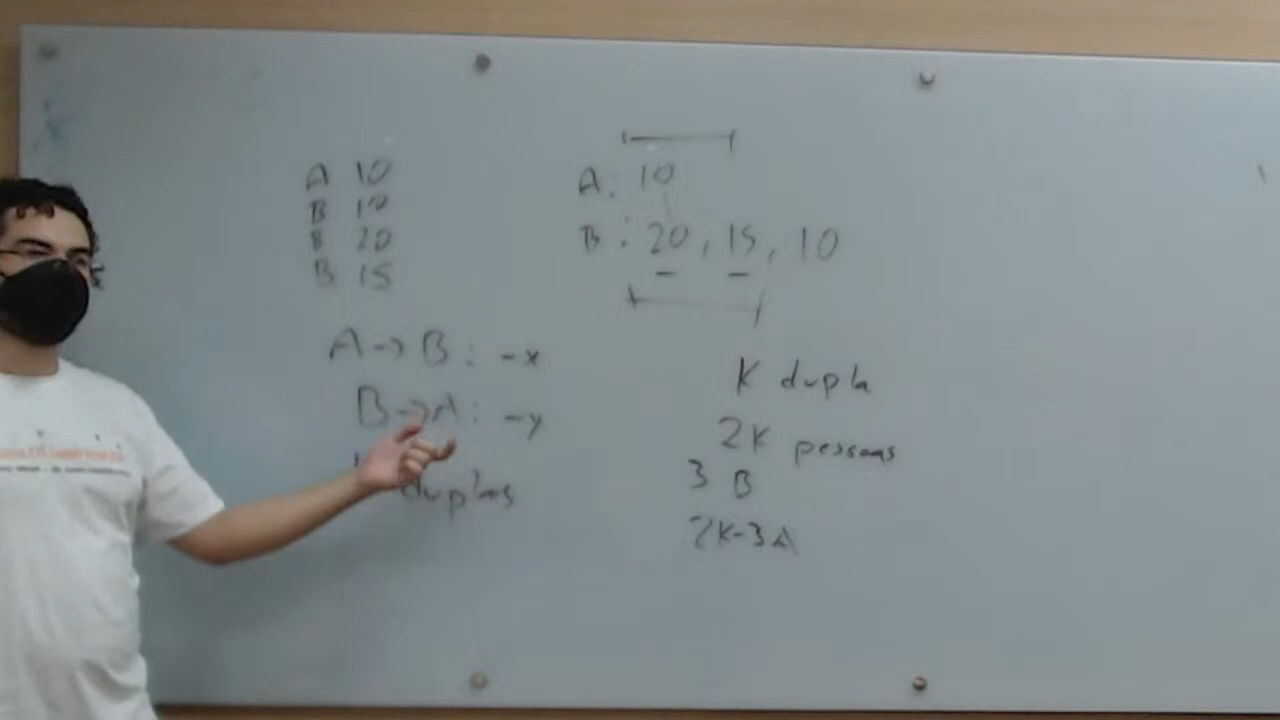 A 10
B 10
B 20
B 15
A → B : -x
B → A : -y
duplas
A: 10
B: 20, 15, 10
K dupla
2K pessoas
3 B
2K-3A